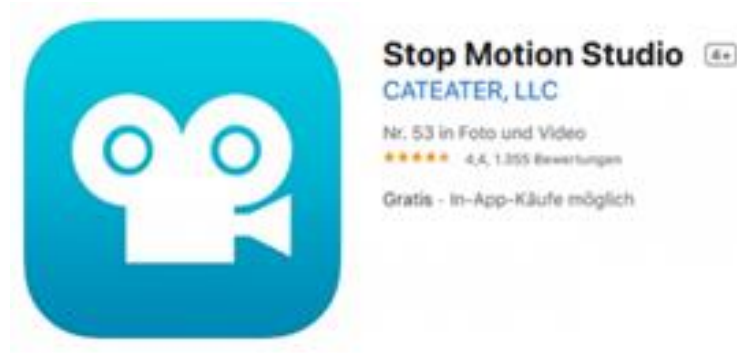 Stop Motion Studio 4+
CATEATER, LLC
Nr. 53 in Foto und Video
4,4, 1.355 Bewertungen
Gratis - In-App-Käufe möglich